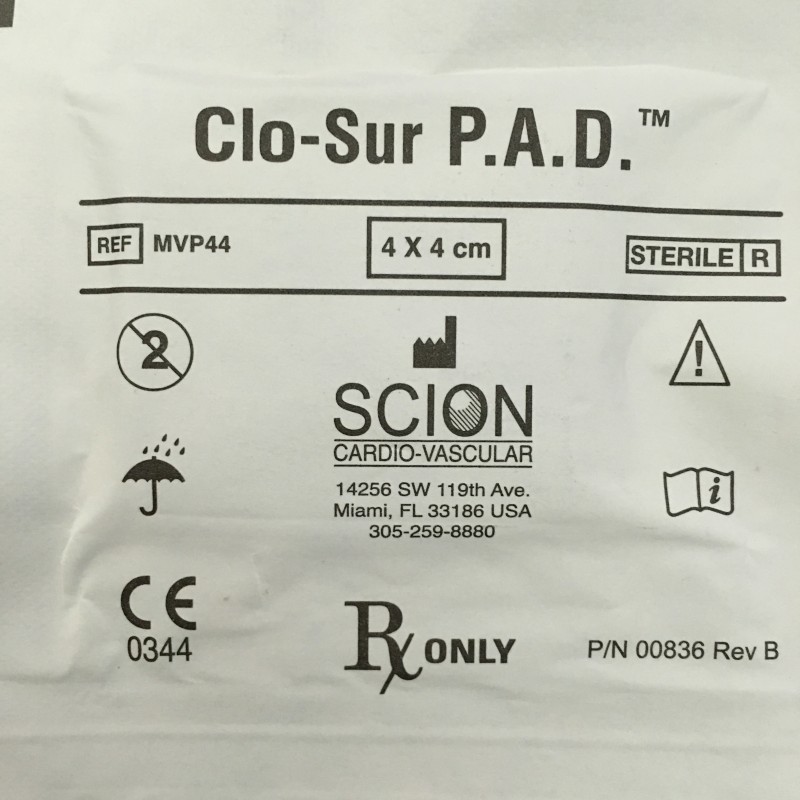 Clo-Sur P.A.D.™
REF MVP44
4 X 4 cm
STERILE R
2
SCION
CARDIO-VASCULAR
14256 SW 119th Ave.
Miami, FL 33186 USA
305-259-8880
!
i
CE
0344
Rx ONLY
P/N 00836 Rev B